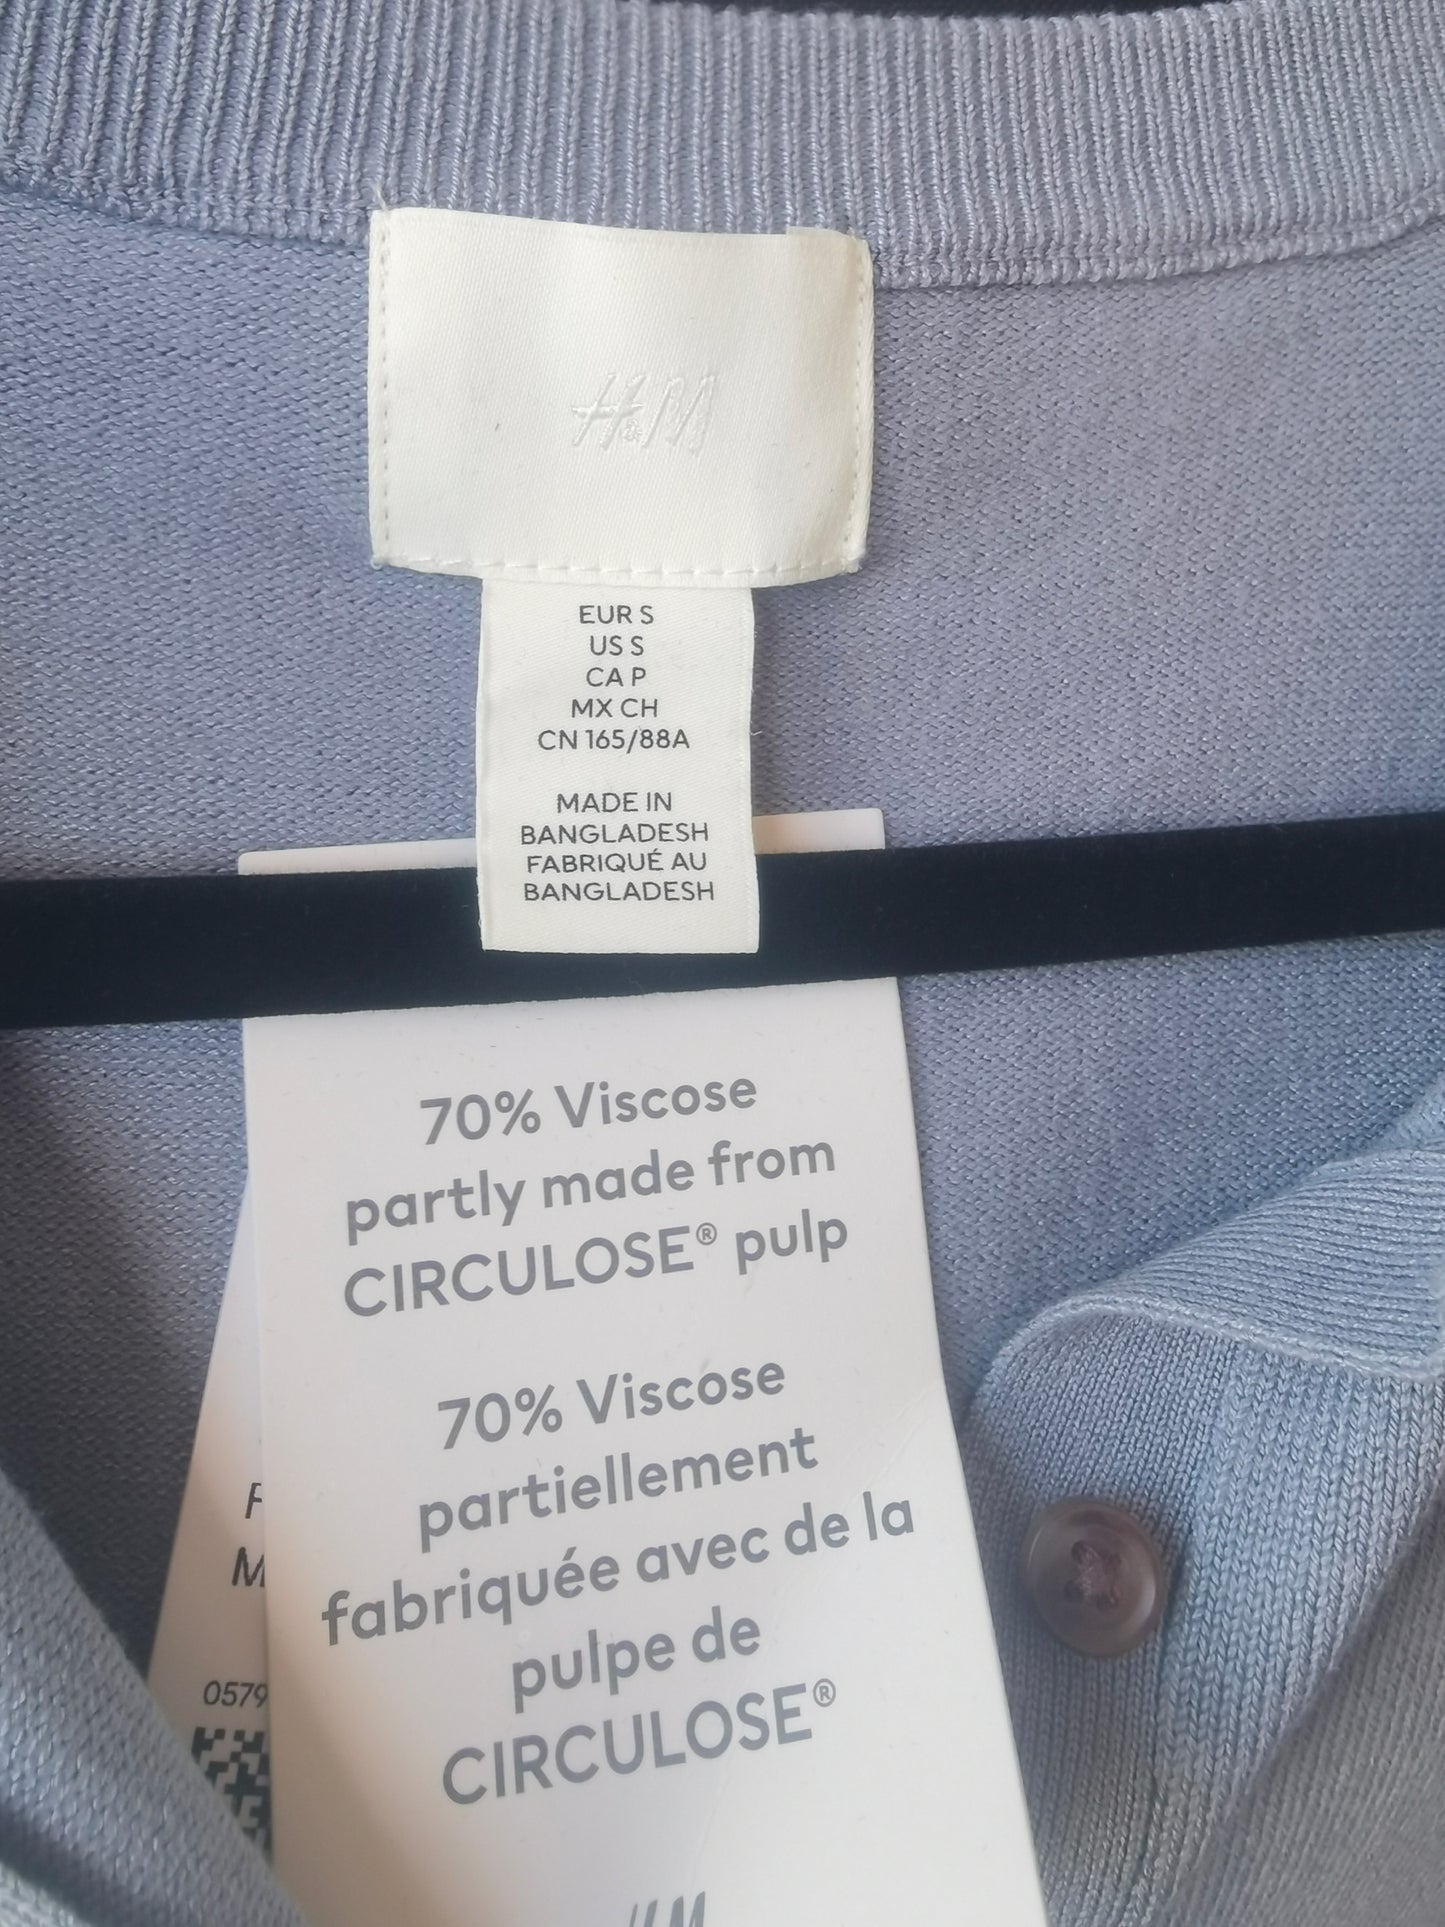 H&M
EUR S
US S
CA P
MX CH
CN 165/88A
MADE IN
BANGLADESH
FABRIQUÉ AU
BANGLADESH
70% Viscose
partly made from
CIRCULOSE® pulp
70% Viscose
partiellement
fabriquée avec de la
pulpe de
CIRCULOSE®
H&M
0579